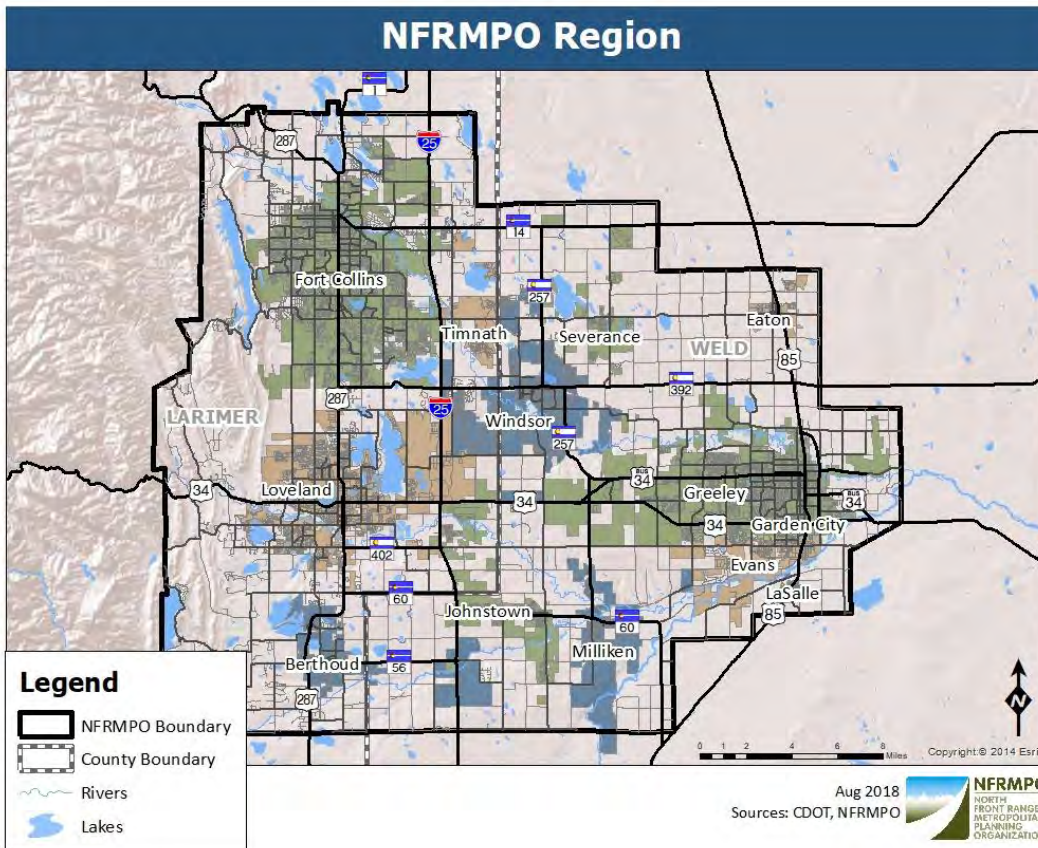 NFRMPO Region
1
287
25
14
Fort Collins
257
Timnath
Severance
Eaton
WELD
85
392
287
25
LARIMER
Windsor
257
34
Loveland
BUS
34
Greeley
34
34
BUS
34
Garden City
402
Evans
60
LaSalle
Johnstown
85
60
Milliken
Berthoud
56
287
Legend
NFRMPO Boundary
County Boundary
Rivers
Lakes
N
0 1 2 4 6 8
Miles
Copyright:© 2014 Esri
Aug 2018
Sources: CDOT, NFRMPO
NFRMPO
NORTH
FRONT RANGE
METROPOLITA
PLANNING
ORGANIZATIO